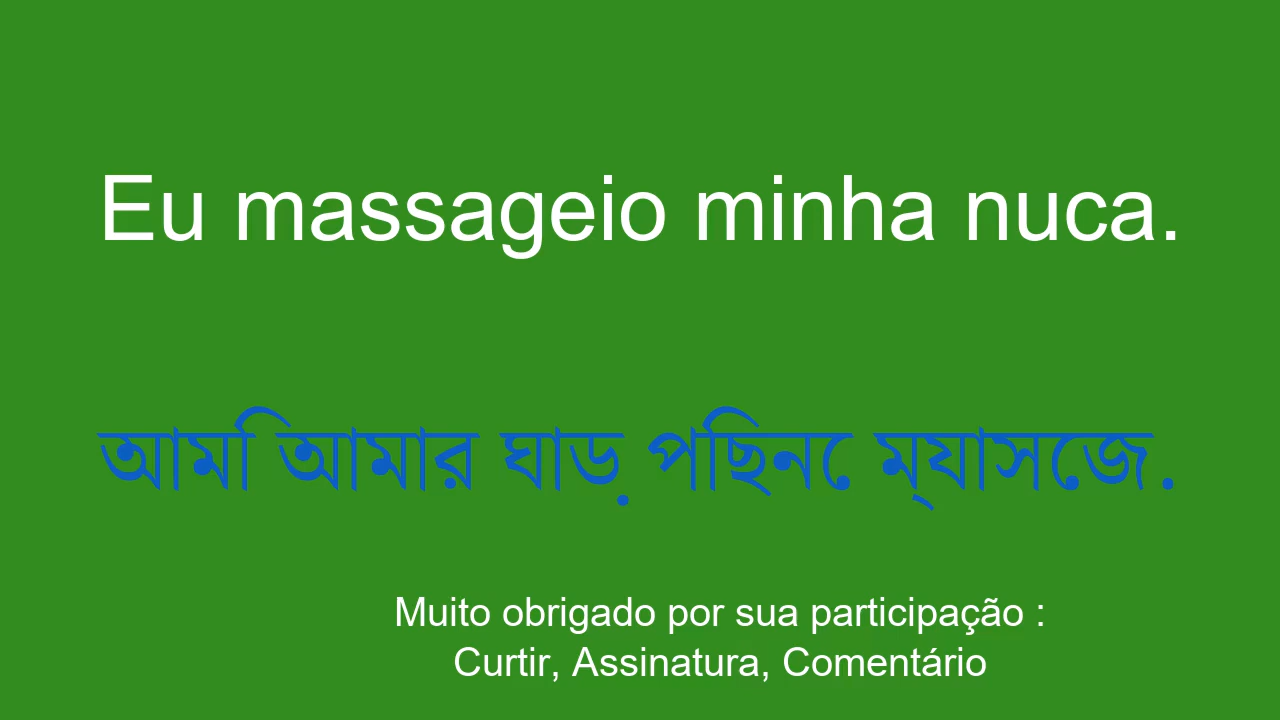 Eu massageio minha nuca.
আমি আমার ঘাড় পিছনে ম্যাসেজ.
Muito obrigado por sua participação :
Curtir, Assinatura, Comentário